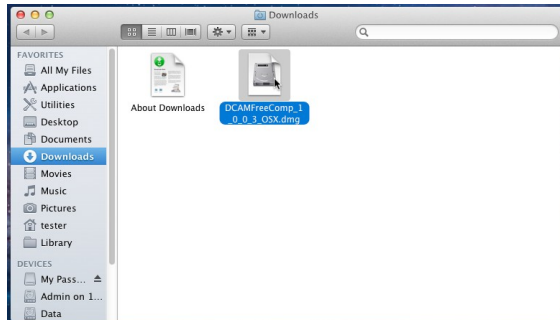 Downloads
FAVORITES
All My Files
Applications
Utilities
Desktop
Documents
Downloads
Movies
Music
Pictures
tester
Library
DEVICES
My Pass...
Admin on 1...
Data
About Downloads
DCAMFreeComp_1
_0_0_3_OSX.dmg